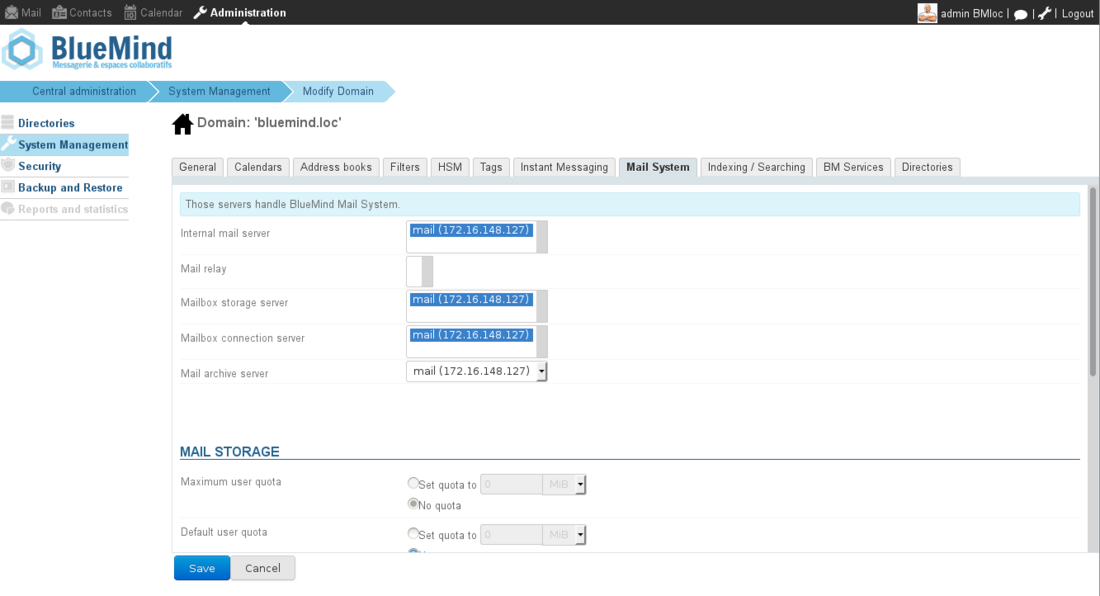 Mail Contacts Calendar Administration admin BMloc | | | Logout
BlueMind
Messagerie & espaces collaboratifs
Central administration System Management Modify Domain
Directories
System Management
Security
Backup and Restore
Reports and statistics
Domain: 'bluemind.loc'
General Calendars Address books Filters HSM Tags Instant Messaging Mail System Indexing / Searching BM Services Directories
Those servers handle BlueMind Mail System.
Internal mail server mail (172.16.148.127)
Mail relay
Mailbox storage server mail (172.16.148.127)
Mailbox connection server mail (172.16.148.127)
Mail archive server mail (172.16.148.127)
MAIL STORAGE
Maximum user quota Set quota to 0 MiB
No quota
Default user quota Set quota to 0 MiB
Save Cancel